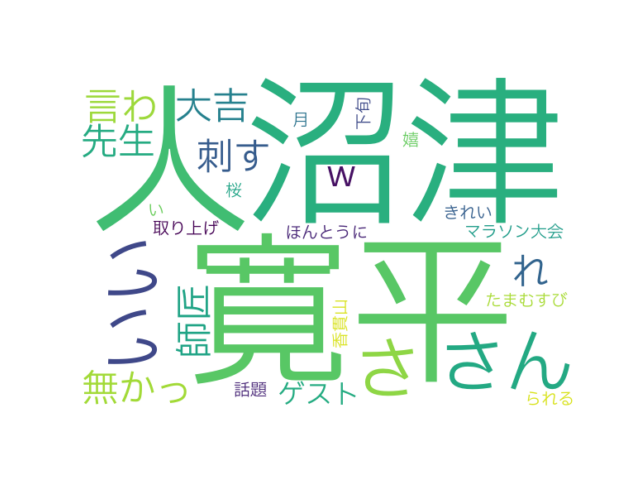 人
沼津
言わ
大吉
月
下旬
嬉
先生
刺す
w
桜
い
きれい
取り上げ
ほんとうに
マラソン大会
寛平
れ
師匠
香貫山
たまむすび
さ
さん
無かっ
話題
ゲスト
られる